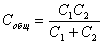 C_общ = C₁C₂ / (C₁ + C₂)